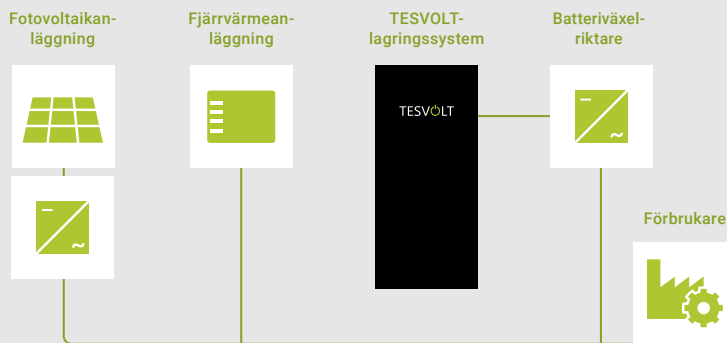 Fotovoltaikan-
läggning
Fjärrvärmean-
läggning
TESVOLT-
lagringssystem
Batteriväxel-
riktare
TESVOLT
Förbrukare